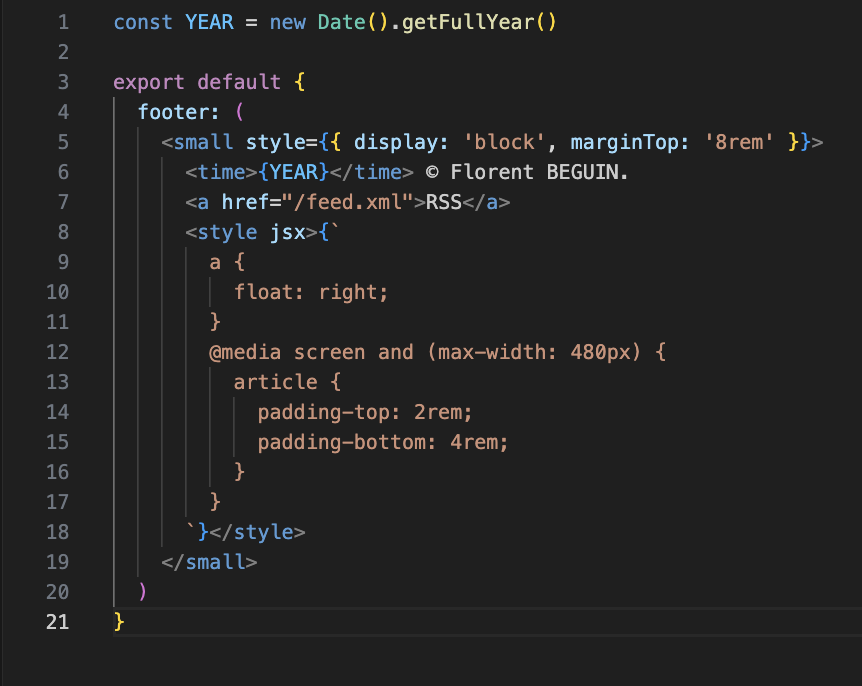 1 const YEAR = new Date().getFullYear()
2
3 export default {
4   footer: (
5     <small style={{ display: 'block', marginTop: '8rem' }}>
6       <time>{YEAR}</time> © Florent BEGUIN.
7       <a href="/feed.xml">RSS</a>
8       <style jsx>{`
9         a {
10           float: right;
11         }
12         @media screen and (max-width: 480px) {
13           article {
14             padding-top: 2rem;
15             padding-bottom: 4rem;
16           }
17         }
18       `}</style>
19     </small>
20   )
21 }